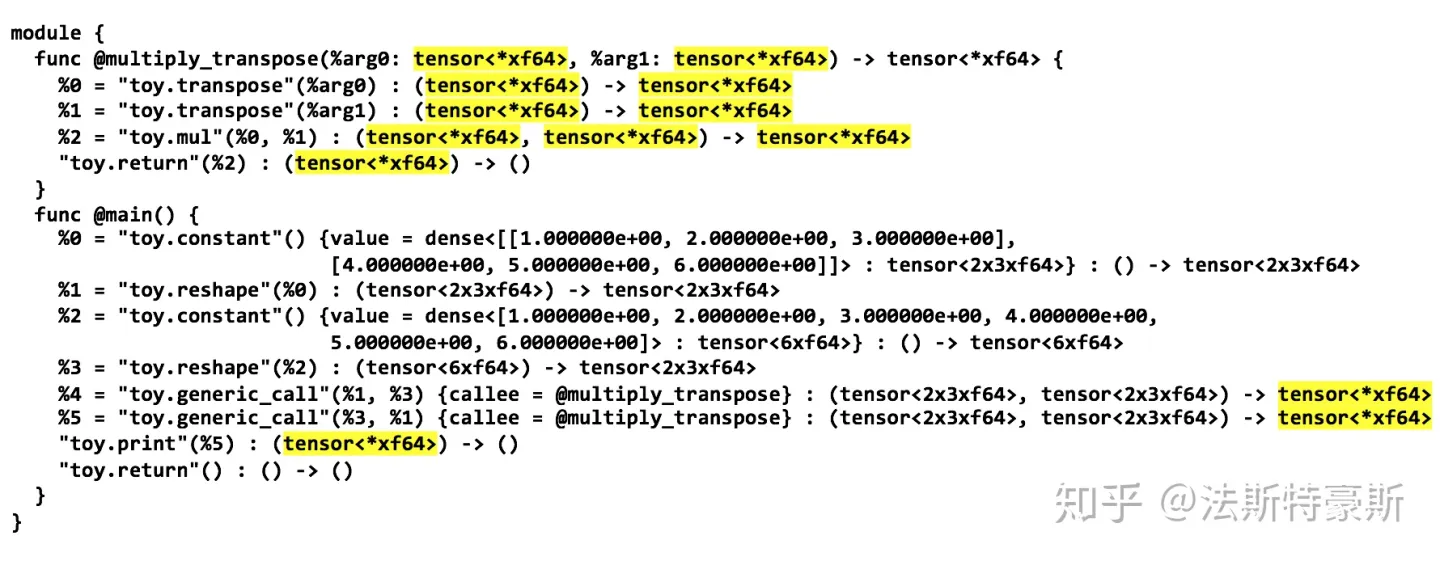 module {
  func @multiply_transpose(%arg0: tensor<*xf64>, %arg1: tensor<*xf64>) -> tensor<*xf64> {
    %0 = "toy.transpose"(%arg0) : (tensor<*xf64>) -> tensor<*xf64>
    %1 = "toy.transpose"(%arg1) : (tensor<*xf64>) -> tensor<*xf64>
    %2 = "toy.mul"(%0, %1) : (tensor<*xf64>, tensor<*xf64>) -> tensor<*xf64>
    "toy.return"(%2) : (tensor<*xf64>) -> ()
  }
  func @main() {
    %0 = "toy.constant"() {value = dense<[[1.000000e+00, 2.000000e+00, 3.000000e+00],
                           [4.000000e+00, 5.000000e+00, 6.000000e+00]]> : tensor<2x3xf64>} : () -> tensor<2x3xf64>
    %1 = "toy.reshape"(%0) : (tensor<2x3xf64>) -> tensor<2x3xf64>
    %2 = "toy.constant"() {value = dense<[1.000000e+00, 2.000000e+00, 3.000000e+00, 4.000000e+00,
                           5.000000e+00, 6.000000e+00]> : tensor<6xf64>} : () -> tensor<6xf64>
    %3 = "toy.reshape"(%2) : (tensor<6xf64>) -> tensor<2x3xf64>
    %4 = "toy.generic_call"(%1, %3) {callee = @multiply_transpose} : (tensor<2x3xf64>, tensor<2x3xf64>) -> tensor<*xf64>
    %5 = "toy.generic_call"(%3, %1) {callee = @multiply_transpose} : (tensor<2x3xf64>, tensor<2x3xf64>) -> tensor<*xf64>
    "toy.print"(%5) : (tensor<*xf64>) -> ()
    "toy.return"() : () -> ()
  }
}
知乎 @法斯特豪斯